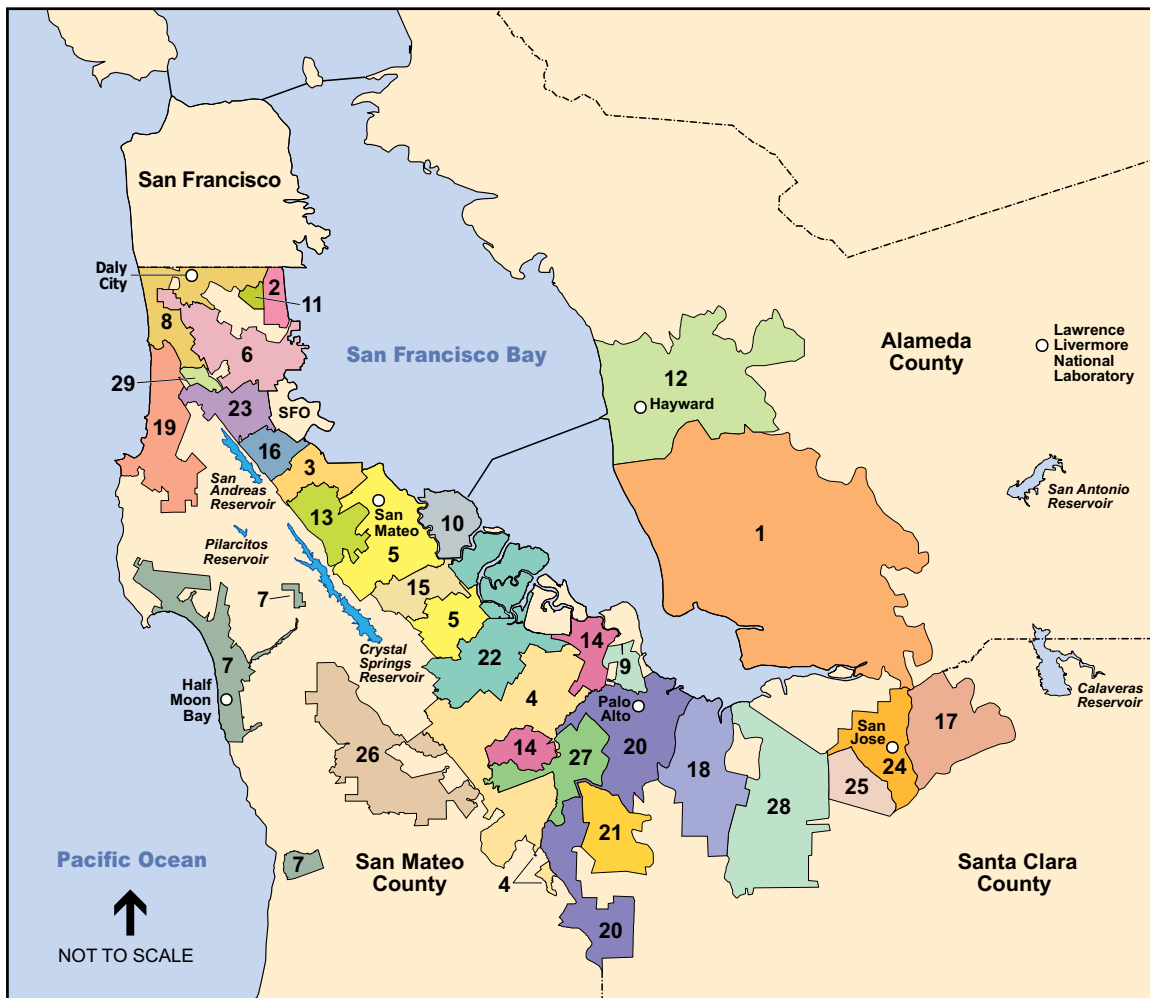 San Francisco
Daly
City
2
11
8
6
San Francisco Bay
Alameda
County
Lawrence
Livermore
National
Laboratory
29
12
Hayward
23
SFO
19
16
3
San
Andreas
Reservoir
San Antonio
Reservoir
13
San
Mateo
10
1
Pilarcitos
Reservoir
5
15
7
5
14
Crystal
Springs
Reservoir
22
9
7
Half
Moon
Bay
4
Palo
Alto
Calaveras
Reservoir
17
San
Jose
14
27
20
26
18
24
25
28
21
Pacific Ocean
7
San Mateo
County
4
Santa Clara
County
20
NOT TO SCALE